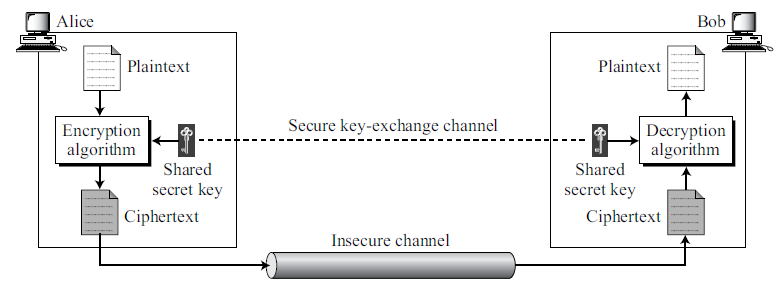 Alice
Bob
Plaintext
Plaintext
Encryption
algorithm
Secure key-exchange channel
Decryption
algorithm
Shared
secret key
Shared
secret key
Ciphertext
Ciphertext
Insecure channel